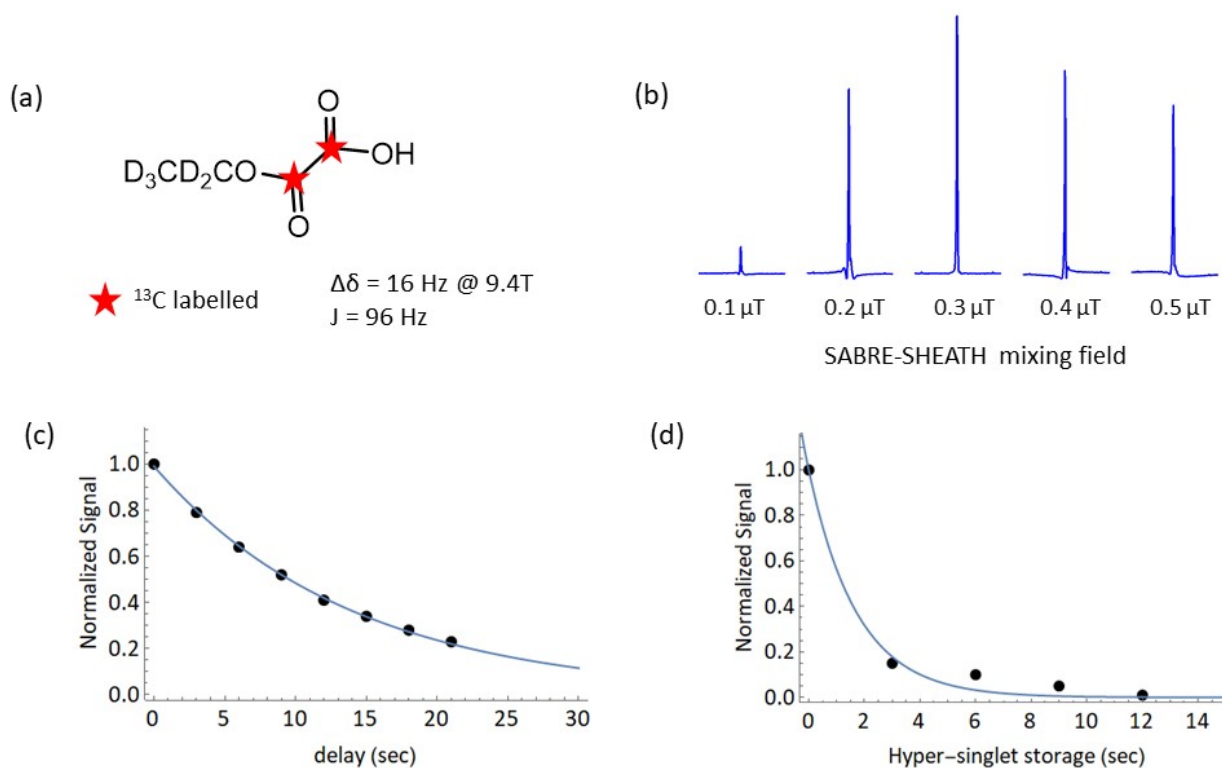 (a)
O
D₃CD₂CO
OH
O
¹³C labelled
Δδ = 16 Hz @ 9.4T
J = 96 Hz
(b)
0.1 µT 0.2 µT 0.3 µT 0.4 µT 0.5 µT
SABRE-SHEATH mixing field
(c)
Normalized Signal
1.0
0.8
0.6
0.4
0.2
0.0
0 5 10 15 20 25 30
delay (sec)
(d)
Normalized Signal
1.0
0.8
0.6
0.4
0.2
0.0
0 2 4 6 8 10 12 14
Hyper−singlet storage (sec)